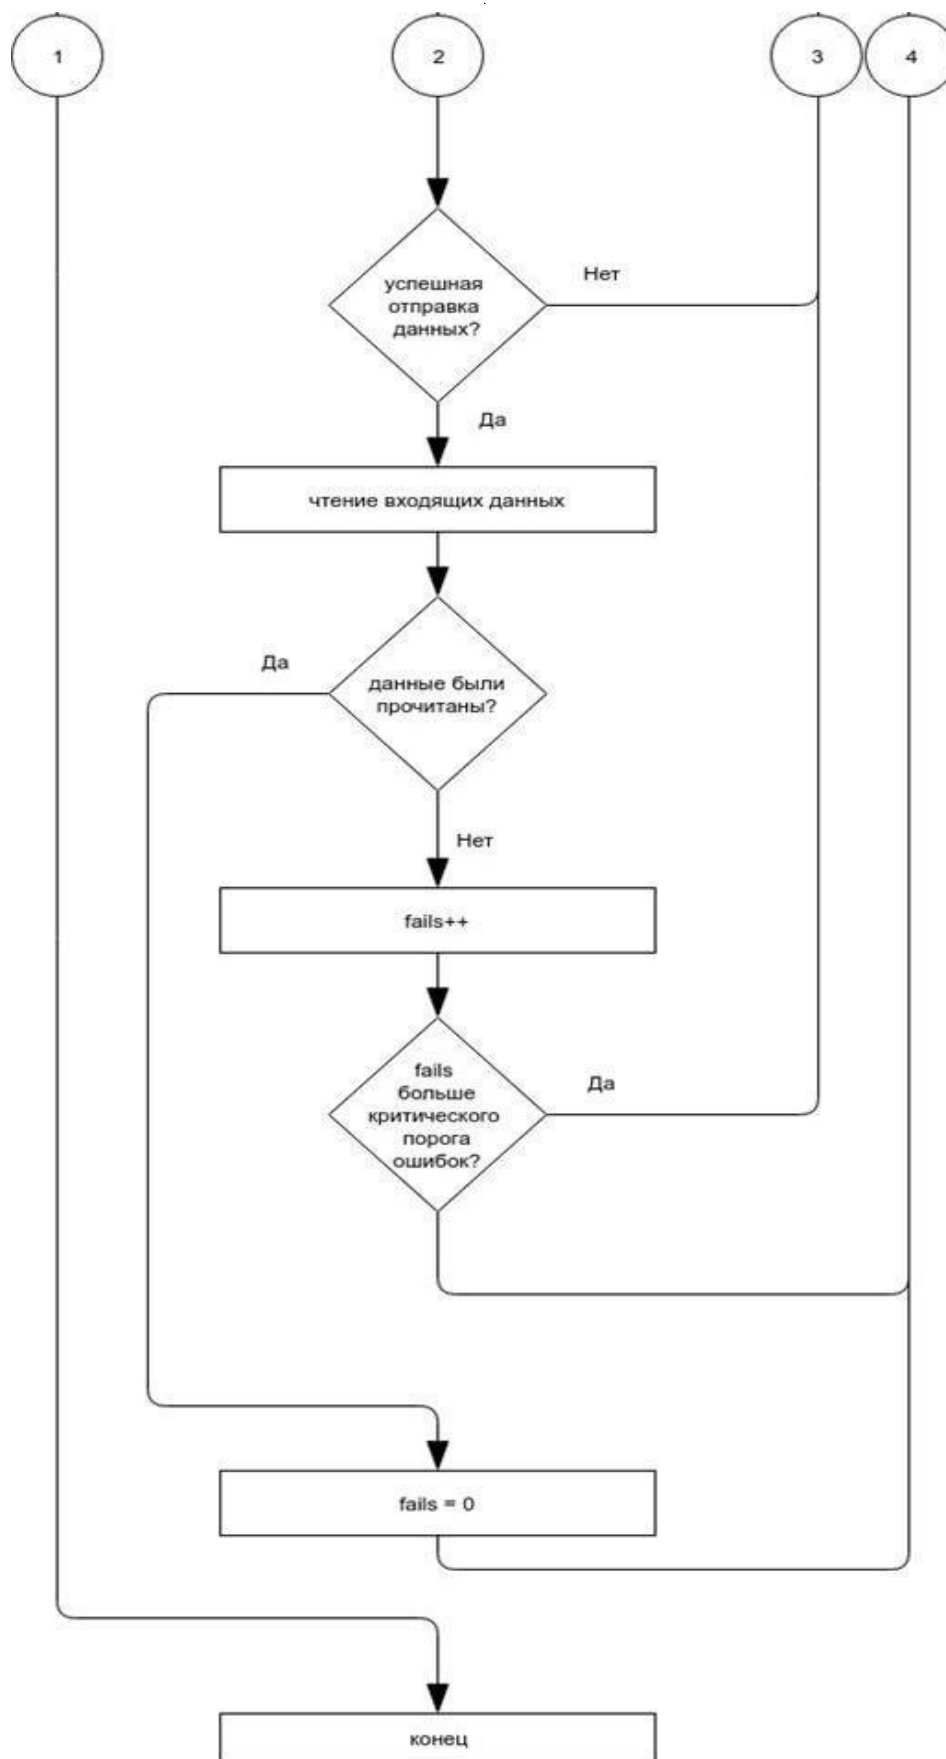 1
2
3
4
успешная
отправка
данных?
Нет
Да
чтение входящих данных
Да
данные были
прочитаны?
Нет
fails++
fails
больше
критического
порога
ошибок?
Да
fails = 0
конец